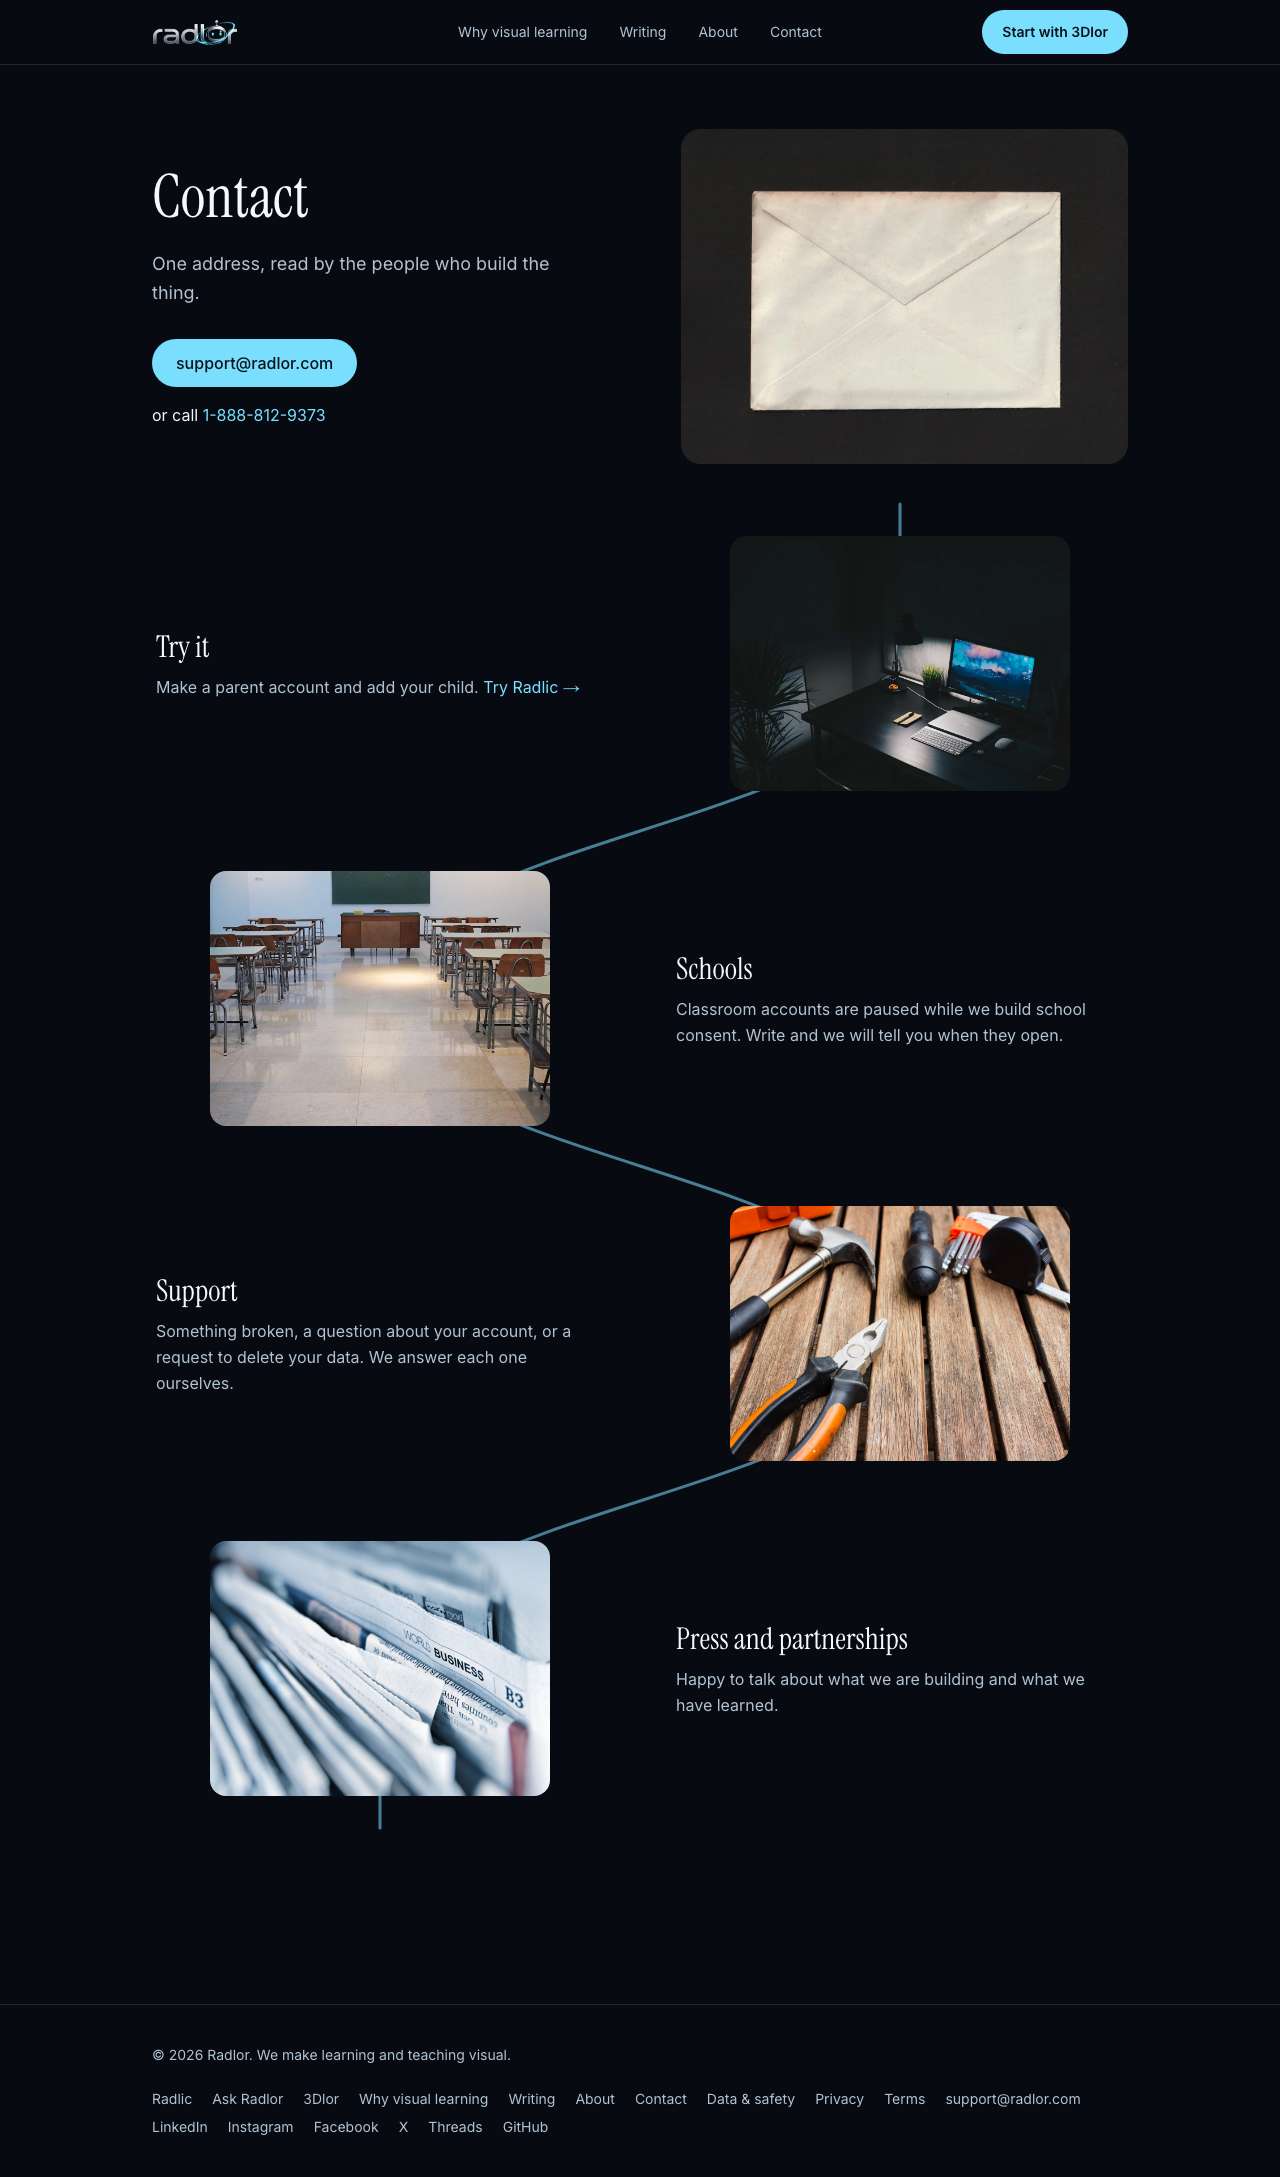 radlor
Why visual learning
Writing
About
Contact
Start with 3Dlor
Contact
One address, read by the people who build the
thing.
support@radlor.com
or call 1-888-812-9373
Try it
Make a parent account and add your child. Try Radlic →
Schools
Classroom accounts are paused while we build school
consent. Write and we will tell you when they open.
Support
Something broken, a question about your account, or a
request to delete your data. We answer each one
ourselves.
WORLD BUSINESS
B3
countries have
Press and partnerships
Happy to talk about what we are building and what we
have learned.
© 2026 Radlor. We make learning and teaching visual.
Radlic Ask Radlor 3Dlor Why visual learning Writing About Contact Data & safety Privacy Terms support@radlor.com
LinkedIn Instagram Facebook X Threads GitHub